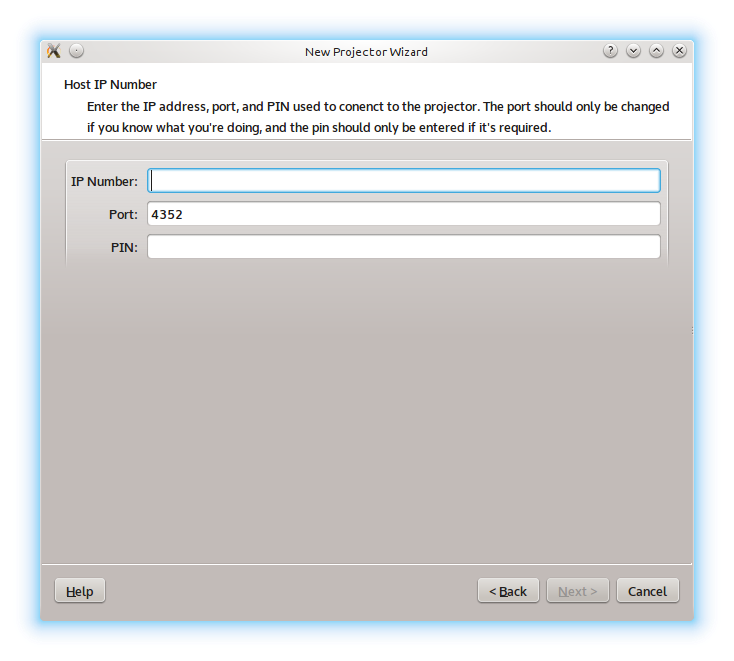 New Projector Wizard
Host IP Number
Enter the IP address, port, and PIN used to conenct to the projector. The port should only be changed
if you know what you're doing, and the pin should only be entered if it's required.
IP Number:
Port: 4352
PIN:
Help < Back Next > Cancel